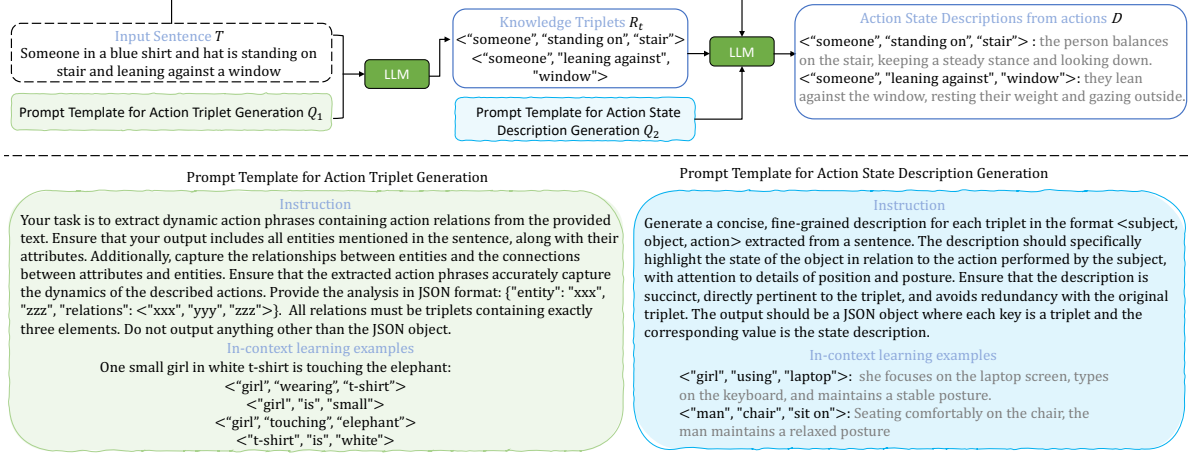 Input Sentence T
Someone in a blue shirt and hat is standing on
stair and leaning against a window
Prompt Template for Action Triplet Generation Q1
LLM
Knowledge Triplets Rt
<“someone”, “standing on”, “stair”>
<“someone”, "leaning against",
"window">
Prompt Template for Action State
Description Generation Q2
LLM
Action State Descriptions from actions D
<“someone”, “standing on”, “stair”> : the person balances
on the stair, keeping a steady stance and looking down.
<“someone”, "leaning against", "window">: they lean
against the window, resting their weight and gazing outside.
Prompt Template for Action Triplet Generation
Instruction
Your task is to extract dynamic action phrases containing action relations from the provided
text. Ensure that your output includes all entities mentioned in the sentence, along with their
attributes. Additionally, capture the relationships between entities and the connections
between attributes and entities. Ensure that the extracted action phrases accurately capture
the dynamics of the described actions. Provide the analysis in JSON format: {"entity": "xxx",
"zzz", "relations": <"xxx", "yyy", "zzz">}. All relations must be triplets containing exactly
three elements. Do not output anything other than the JSON object.
In-context learning examples
One small girl in white t-shirt is touching the elephant:
<“girl”, “wearing”, “t-shirt”>
<"girl", "is", "small">
<“girl”, “touching”, “elephant”>
<"t-shirt", "is", "white">
Prompt Template for Action State Description Generation
Instruction
Generate a concise, fine-grained description for each triplet in the format <subject,
object, action> extracted from a sentence. The description should specifically
highlight the state of the object in relation to the action performed by the subject,
with attention to details of position and posture. Ensure that the description is
succinct, directly pertinent to the triplet, and avoids redundancy with the original
triplet. The output should be a JSON object where each key is a triplet and the
corresponding value is the state description.
In-context learning examples
<"girl", "using", "laptop">: she focuses on the laptop screen, types
on the keyboard, and maintains a stable posture.
<"man", "chair", "sit on">: Seating comfortably on the chair, the
man maintains a relaxed posture